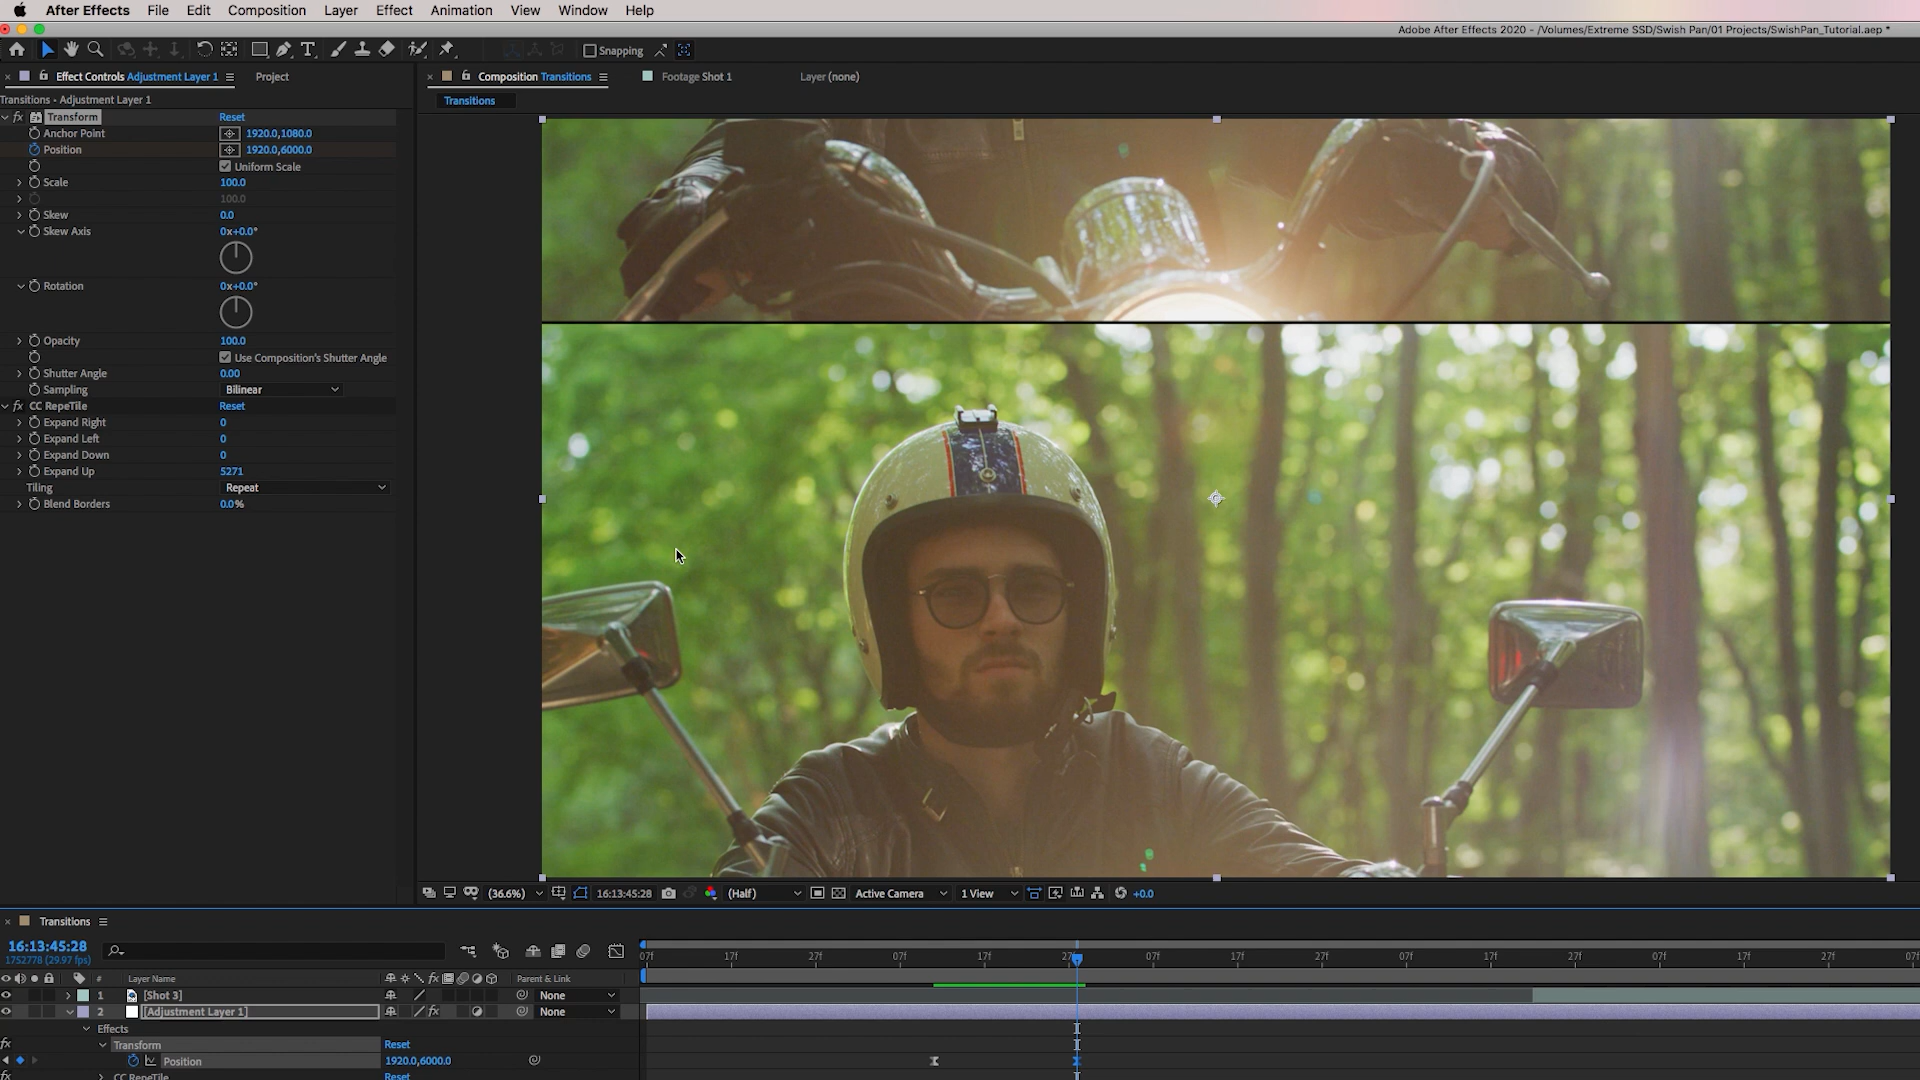 After Effects File Edit Composition Layer Effect Animation View Window Help
Adobe After Effects 2020 - /Volumes/Extreme SSD/Swish Pan/01 Projects/SwishPan_Tutorial.aep *
T Snapping
Effect Controls Adjustment Layer 1 Project
Composition Transitions Footage Shot 1 Layer (none)
Transitions • Adjustment Layer 1
Transitions
fx Transform Reset
Anchor Point 1920.0,1080.0
Position 1920.0,6000.0
Uniform Scale
Scale 100.0
100.0
Skew 0.0
Skew Axis 0x+0.0°
Rotation 0x+0.0°
Opacity 100.0
Use Composition's Shutter Angle
Shutter Angle 0.00
Sampling Bilinear
fx CC RepeTile Reset
Expand Right 0
Expand Left 0
Expand Down 0
Expand Up 5271
Tiling Repeat
Blend Borders 0.0%
(36.6%) 16:13:45:28 (Half) Active Camera 1 View +0.0
Transitions
16:13:45:28
1752778 (29.97 fps)
07f 17f 27f 07f 17f 27f 07f 17f 27f 07f 17f 27f 07f 17f 27f 07f
# Layer Name fx Parent & Link
1 [Shot 3] None
2 [Adjustment Layer 1] fx None
Effects
fx Transform Reset
Position 1920.0,6000.0
fx CC RepeTile Reset